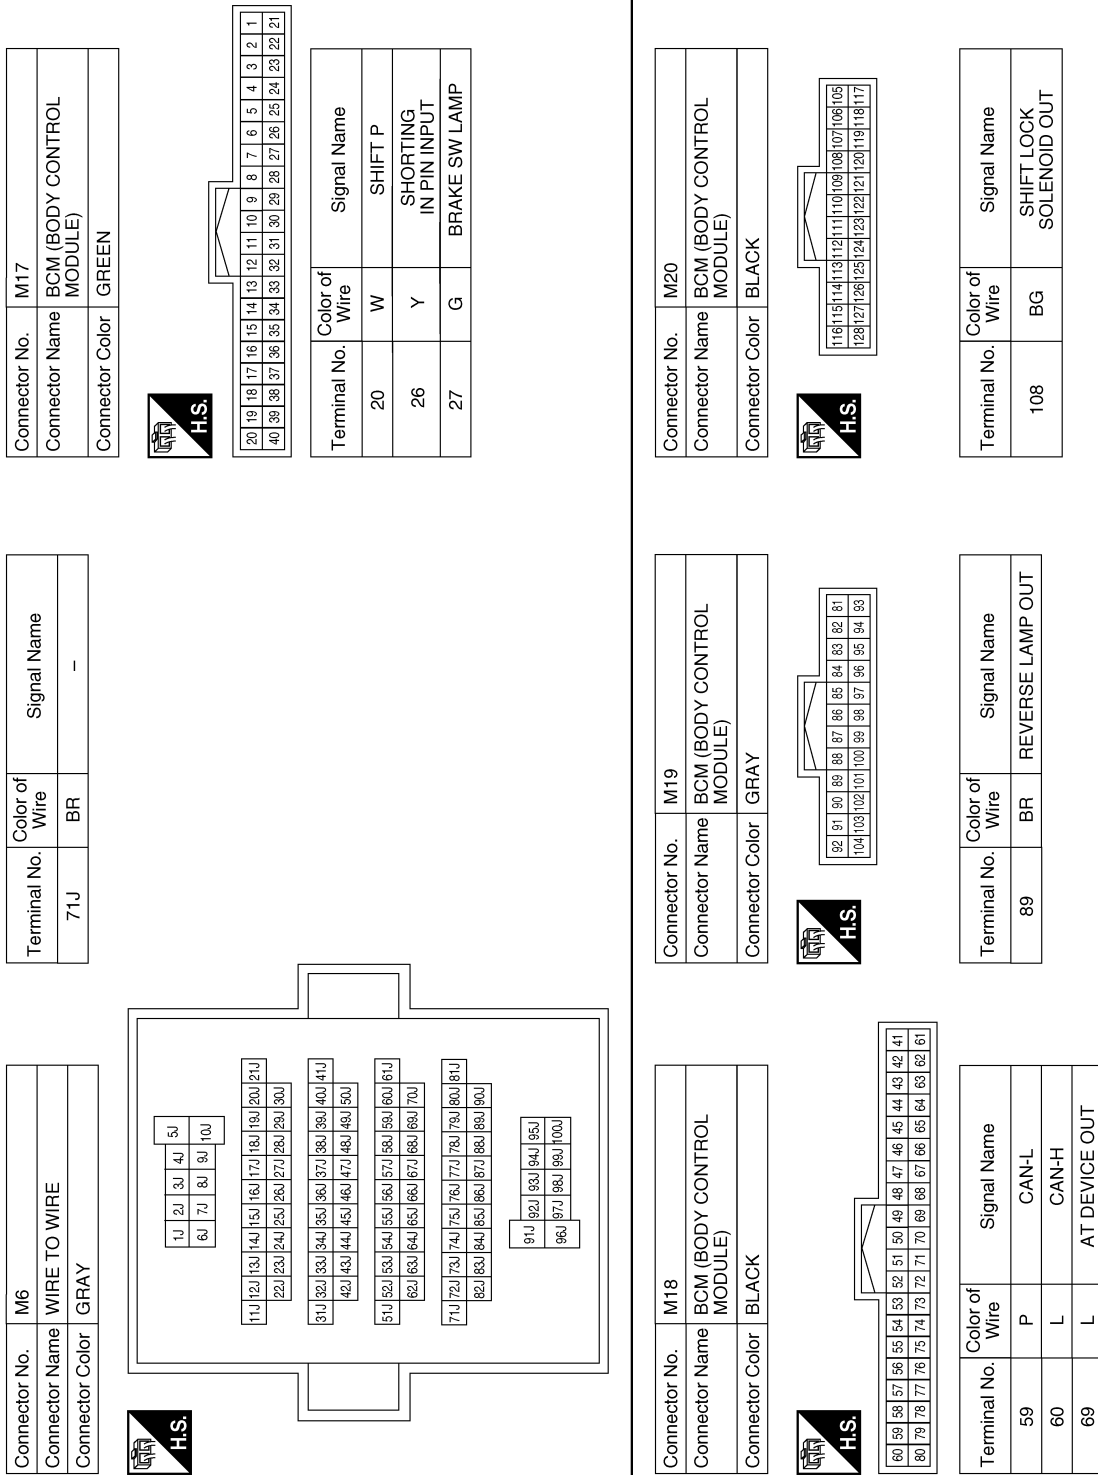 Connector No. M6
Connector Name WIRE TO WIRE
Connector Color GRAY
H.S.
1J 2J 3J 4J 5J
6J 7J 8J 9J 10J
11J 12J 13J 14J 15J 16J 17J 18J 19J 20J 21J
22J 23J 24J 25J 26J 27J 28J 29J 30J
31J 32J 33J 34J 35J 36J 37J 38J 39J 40J 41J
42J 43J 44J 45J 46J 47J 48J 49J 50J
51J 52J 53J 54J 55J 56J 57J 58J 59J 60J 61J
62J 63J 64J 65J 66J 67J 68J 69J 70J
71J 72J 73J 74J 75J 76J 77J 78J 79J 80J 81J
82J 83J 84J 85J 86J 87J 88J 89J 90J
91J 92J 93J 94J 95J
96J 97J 98J 99J 100J
Terminal No. Color of Wire Signal Name
71J BR –
Connector No. M17
Connector Name BCM (BODY CONTROL
MODULE)
Connector Color GREEN
H.S.
20 19 18 17 16 15 14 13 12 11 10 9 8 7 6 5 4 3 2 1
40 39 38 37 36 35 34 33 32 31 30 29 28 27 26 25 24 23 22 21
Terminal No. Color of Wire Signal Name
20 W SHIFT P
26 Y SHORTING
IN PIN INPUT
27 G BRAKE SW LAMP
Connector No. M18
Connector Name BCM (BODY CONTROL
MODULE)
Connector Color BLACK
H.S.
60 59 58 57 56 55 54 53 52 51 50 49 48 47 46 45 44 43 42 41
80 79 78 77 76 75 74 73 72 71 70 69 68 67 66 65 64 63 62 61
Terminal No. Color of Wire Signal Name
59 P CAN-L
60 L CAN-H
69 L AT DEVICE OUT
Connector No. M19
Connector Name BCM (BODY CONTROL
MODULE)
Connector Color GRAY
H.S.
92 91 90 89 88 87 86 85 84 83 82 81
104 103 102 101 100 99 98 97 96 95 94 93
Terminal No. Color of Wire Signal Name
89 BR REVERSE LAMP OUT
Connector No. M20
Connector Name BCM (BODY CONTROL
MODULE)
Connector Color BLACK
H.S.
116 115 114 113 112 111 110 109 108 107 106 105
128 127 126 125 124 123 122 121 120 119 118 117
Terminal No. Color of Wire Signal Name
108 BG SHIFT LOCK
SOLENOID OUT